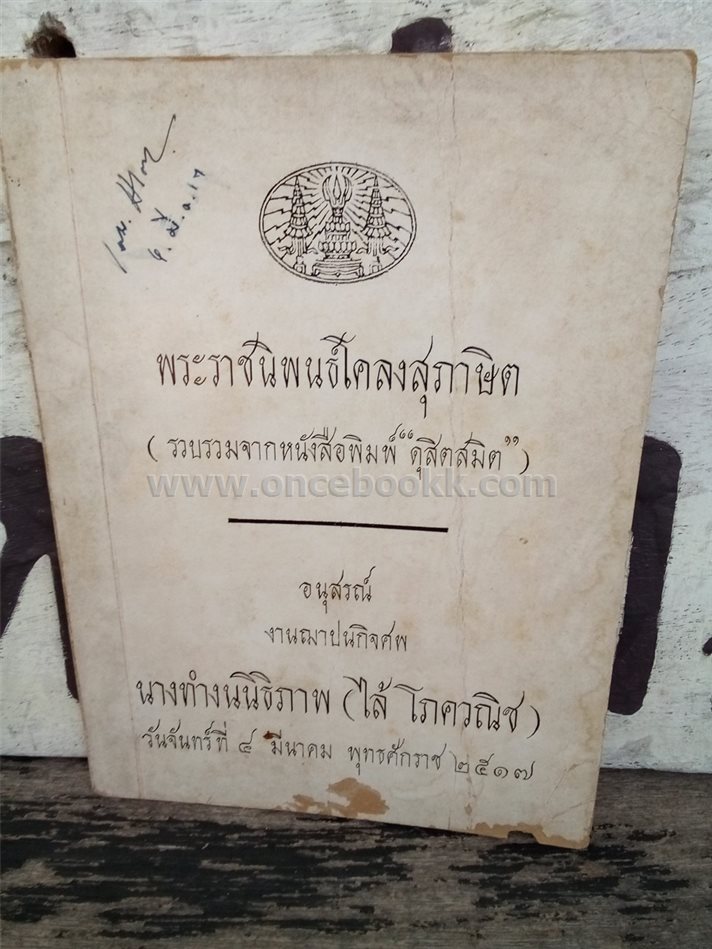 พระราชนิพนธ์โคลงสุภาษิต
(รวบรวมจากหนังสือพิมพ์“ดุสิตสมิต”)
www.oncebookk.com
อนุสรณ์
งานฌาปนกิจศพ
นางทำงนนิธิภาพ (ไล้ โภควณิช)
วันจันทร์ที่ ๔ มีนาคม พุทธศักราช ๒๕๑๗